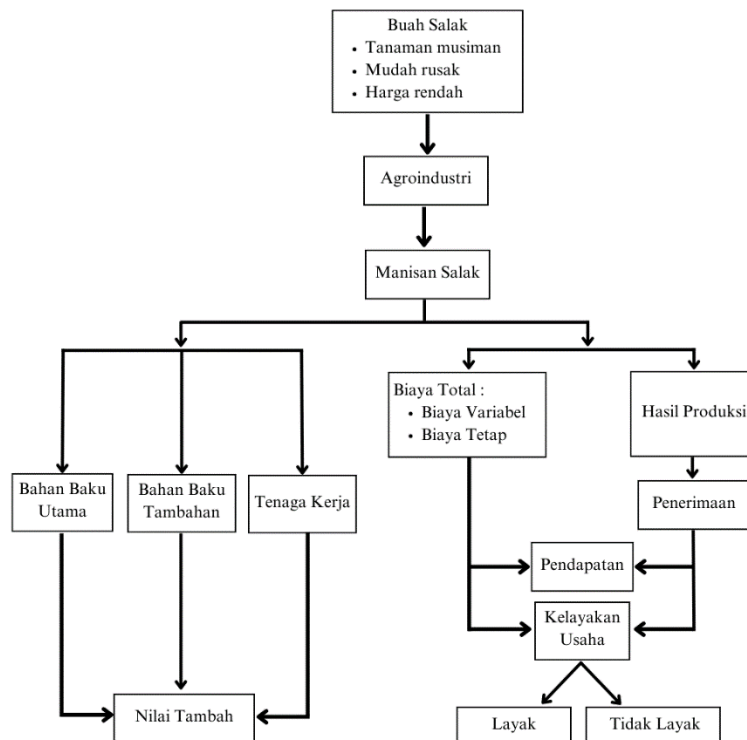 Buah Salak
• Tanaman musiman
• Mudah rusak
• Harga rendah
Agroindustri
Manisan Salak
Biaya Total :
• Biaya Variabel
• Biaya Tetap
Hasil Produksi
Bahan Baku
Utama
Bahan Baku
Tambahan
Tenaga Kerja
Penerimaan
Pendapatan
Kelayakan
Usaha
Nilai Tambah
Layak
Tidak Layak